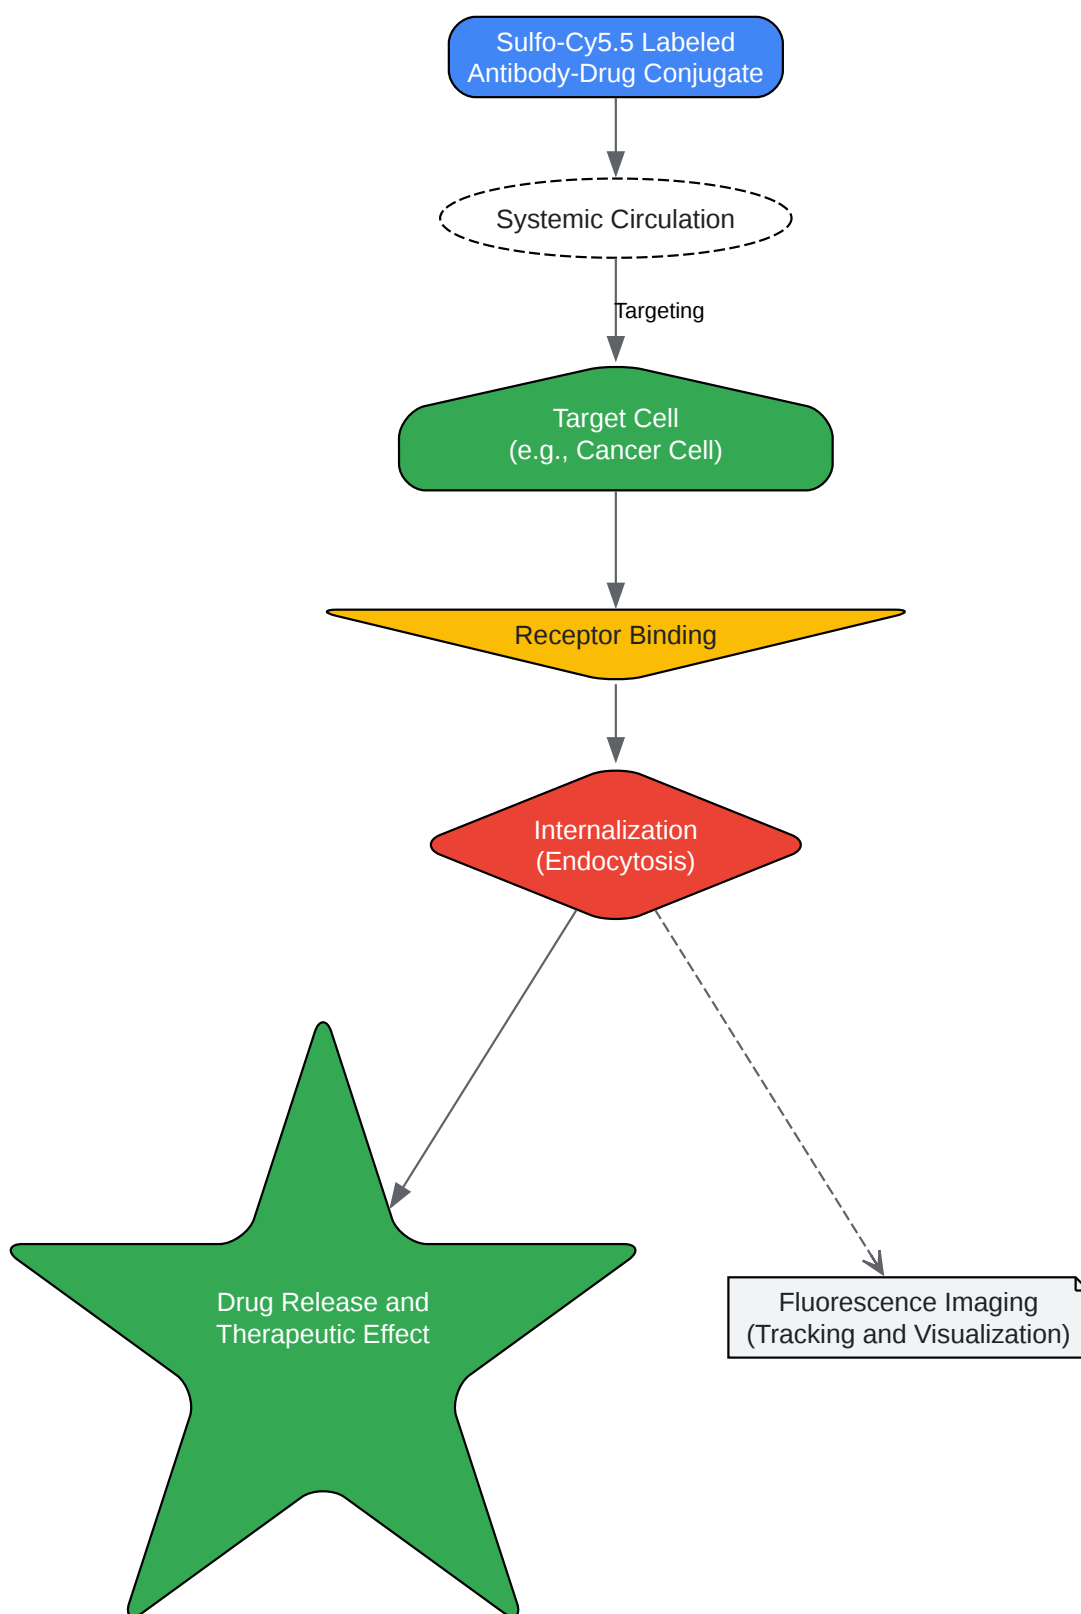 Sulfo-Cy5.5 Labeled
Antibody-Drug Conjugate
Systemic Circulation
Targeting
Target Cell
(e.g., Cancer Cell)
Receptor Binding
Internalization
(Endocytosis)
Drug Release and
Therapeutic Effect
Fluorescence Imaging
(Tracking and Visualization)